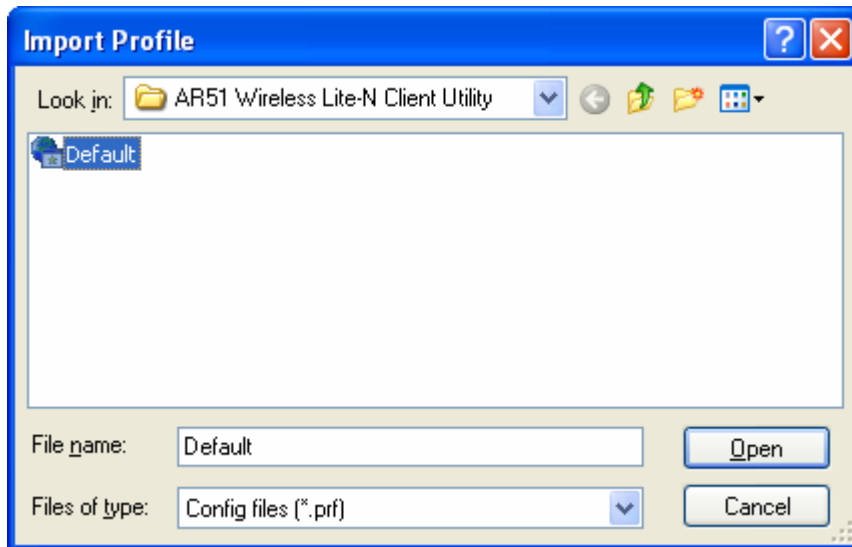 Import Profile
Look in: AR51 Wireless Lite-N Client Utility
Default
File name: Default Open
Files of type: Config files (*.prf) Cancel